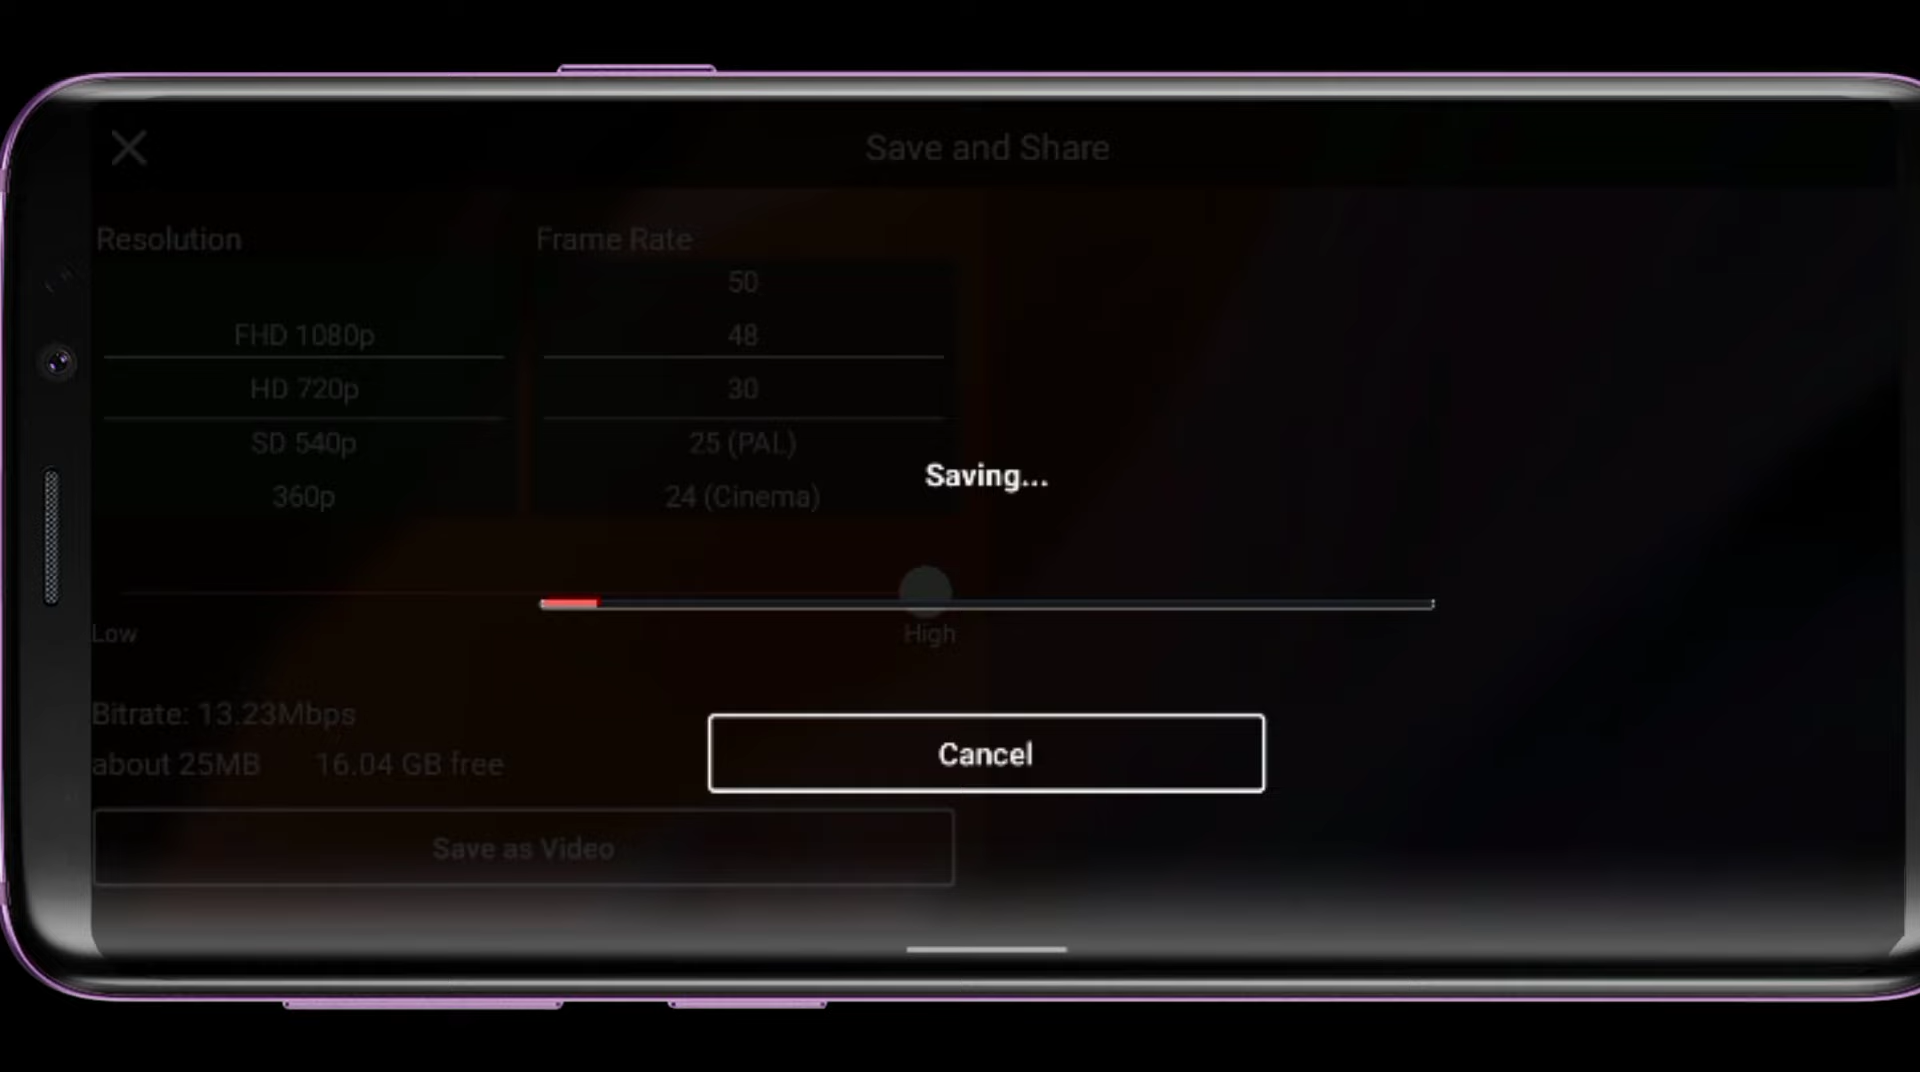 Save and Share
Resolution
Frame Rate
50
FHD 1080p
48
HD 720p
30
SD 540p
25 (PAL)
360p
24 (Cinema)
Saving...
Low
High
Bitrate: 13.23Mbps
about 25MB 16.04 GB free
Cancel
Save as Video